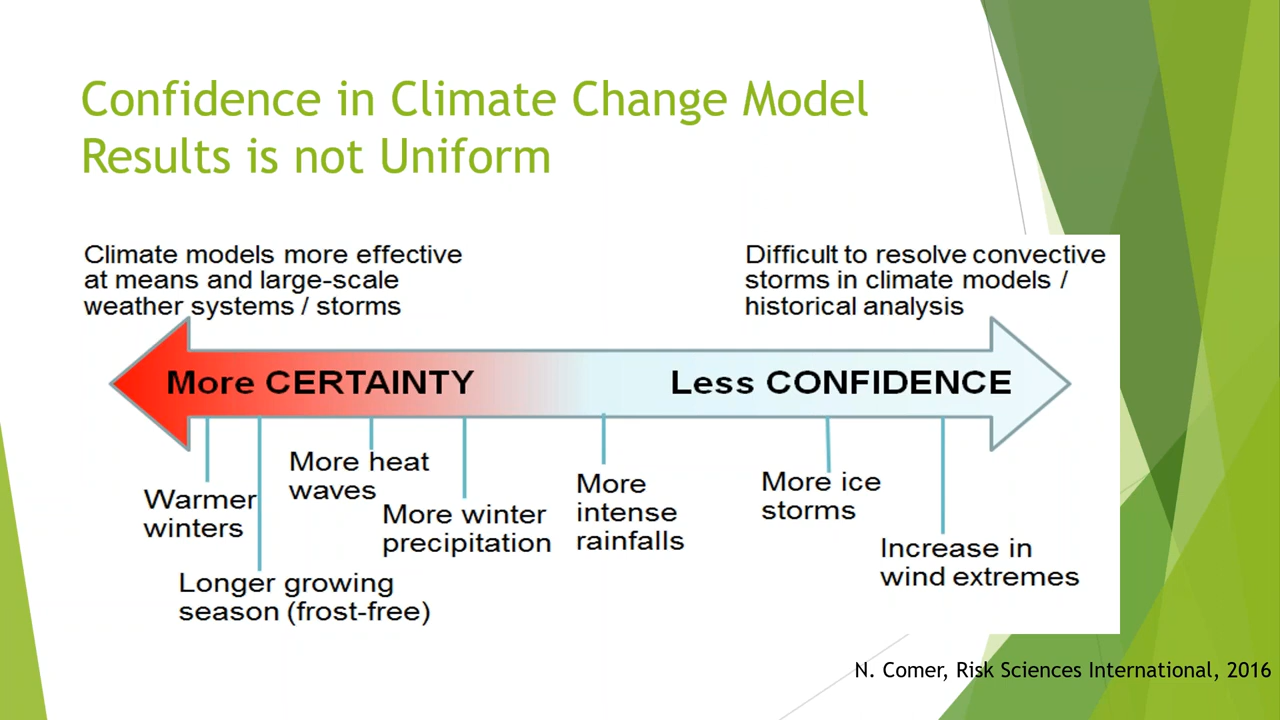 Confidence in Climate Change Model
Results is not Uniform
Climate models more effective
at means and large-scale
weather systems / storms
Difficult to resolve convective
storms in climate models /
historical analysis
More CERTAINTY
Less CONFIDENCE
Warmer
winters
Longer growing
season (frost-free)
More heat
waves
More winter
precipitation
More
intense
rainfalls
More ice
storms
Increase in
wind extremes
N. Comer, Risk Sciences International, 2016